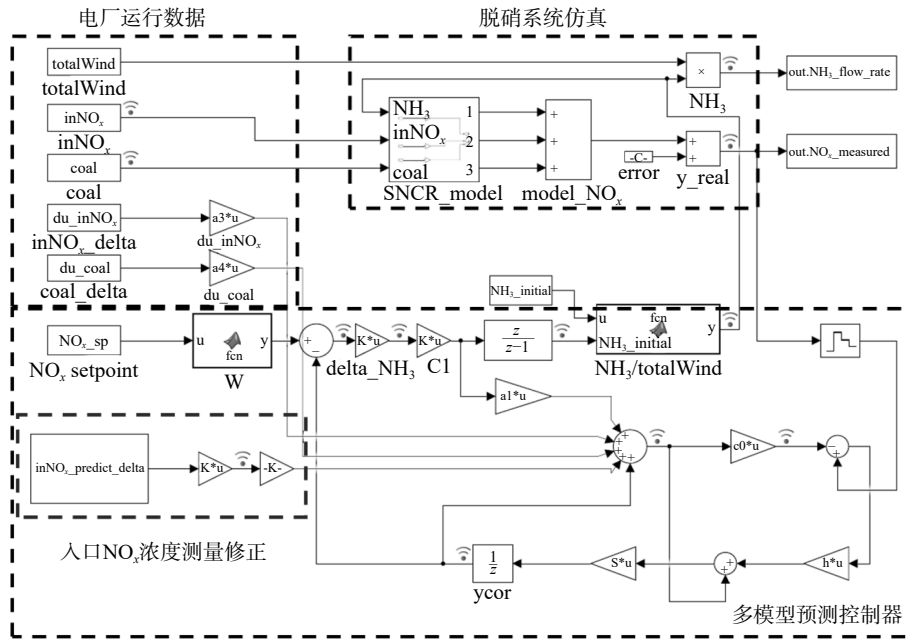 电厂运行数据
脱硝系统仿真
totalWind
totalWind
inNOₓ
inNOₓ
coal
coal
du_inNOₓ
inNOₓ_delta
du_coal
coal_delta
a3*u
du_inNOₓ
a4*u
du_coal
NH₃
inNOₓ
coal
1
2
3
SNCR_model
+
+
+
model_NOₓ
-C-
error
+
+
y_real
×
NH₃
out.NH₃_flow_rate
out.NOₓ_measured
NOₓ_sp
NOₓ setpoint
u
fcn
y
W
+
−
K*u
delta_NH₃
K*u
C1
z
z−1
NH₃_initial
u
fcn
y
NH₃_initial
NH₃/totalWind
a1*u
inNOₓ_predict_delta
K*u
-K-
入口NOₓ浓度测量修正
+
+
+
+
+
c0*u
−
+
h*u
+
+
S*u
1
z
ycor
多模型预测控制器